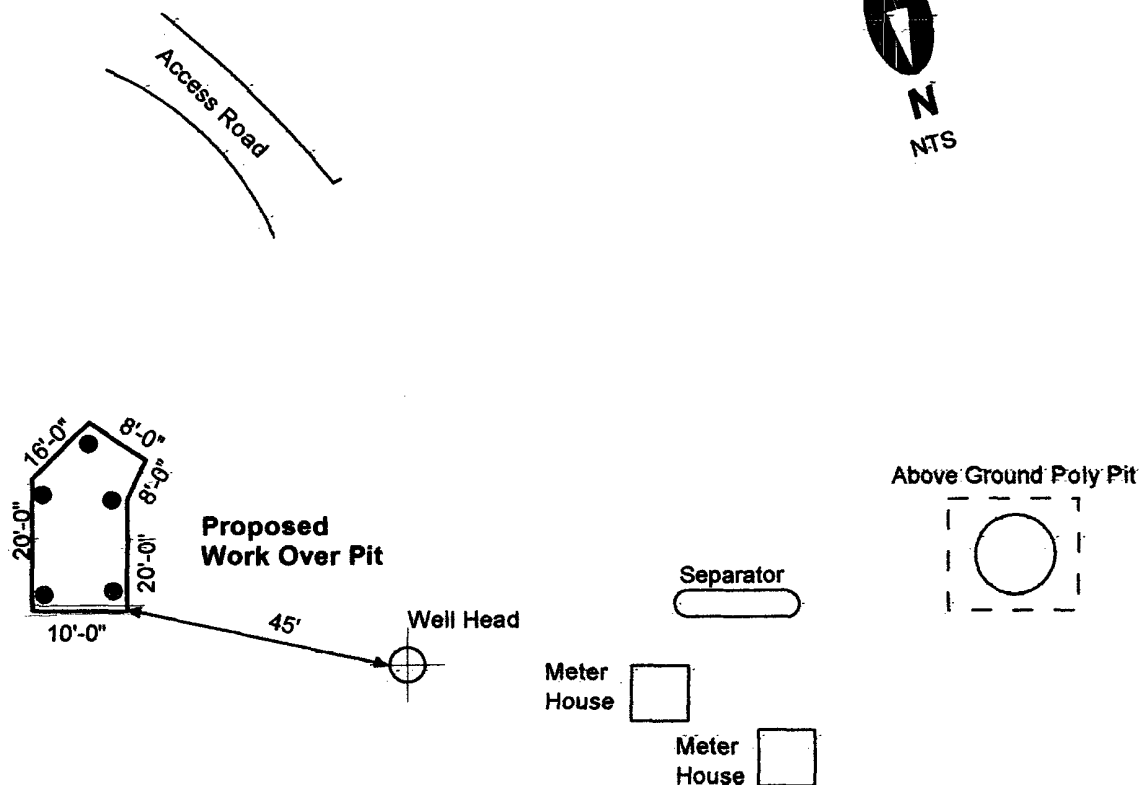 Access Road
N
NTS
16'-0"
8'-0"
8'-0"
20'-0"
20'-0"
10'-0"
Proposed
Work Over Pit
45'
Well Head
Separator
Above Ground Poly Pit
Meter
House
Meter
House